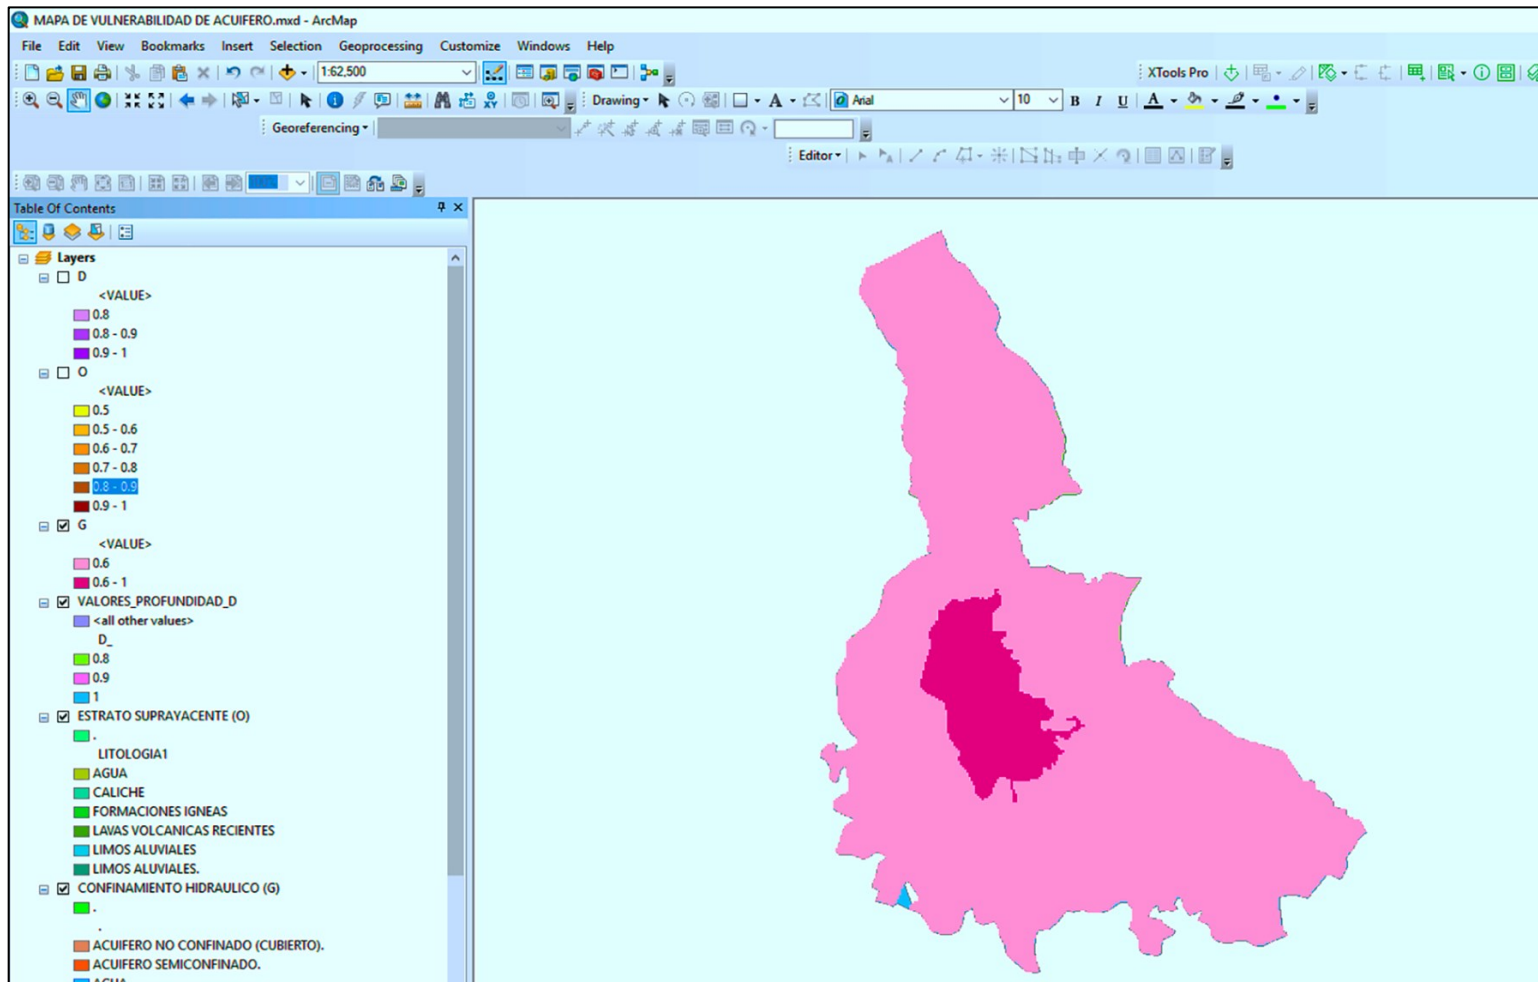 MAPA DE VULNERABILIDAD DE ACUIFERO.mxd - ArcMap
File Edit View Bookmarks Insert Selection Geoprocessing Customize Windows Help
1:62,500
XTools Pro
Drawing Arial 10 B I U A
Georeferencing
Editor
Table Of Contents
Layers
D
<VALUE>
0.8
0.8 - 0.9
0.9 - 1
O
<VALUE>
0.5
0.5 - 0.6
0.6 - 0.7
0.7 - 0.8
0.8 - 0.9
0.9 - 1
G
<VALUE>
0.6
0.6 - 1
VALORES_PROFUNDIDAD_D
<all other values>
D_
0.8
0.9
1
ESTRATO SUPRAYACENTE (O)
.
LITOLOGIA1
AGUA
CALICHE
FORMACIONES IGNEAS
LAVAS VOLCANICAS RECIENTES
LIMOS ALUVIALES
LIMOS ALUVIALES.
CONFINAMIENTO HIDRAULICO (G)
.
.
ACUIFERO NO CONFINADO (CUBIERTO).
ACUIFERO SEMICONFINADO.
AGUA